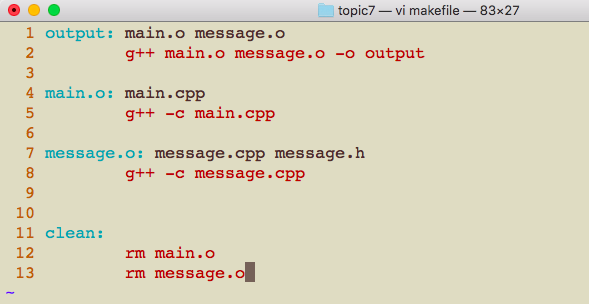 topic7 — vi makefile — 83×27
1 output: main.o message.o
2 g++ main.o message.o -o output
3
4 main.o: main.cpp
5 g++ -c main.cpp
6
7 message.o: message.cpp message.h
8 g++ -c message.cpp
9
10
11 clean:
12 rm main.o
13 rm message.o
~